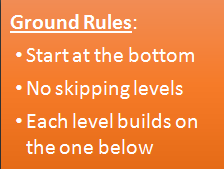 Ground Rules:
• Start at the bottom
• No skipping levels
• Each level builds on
the one below